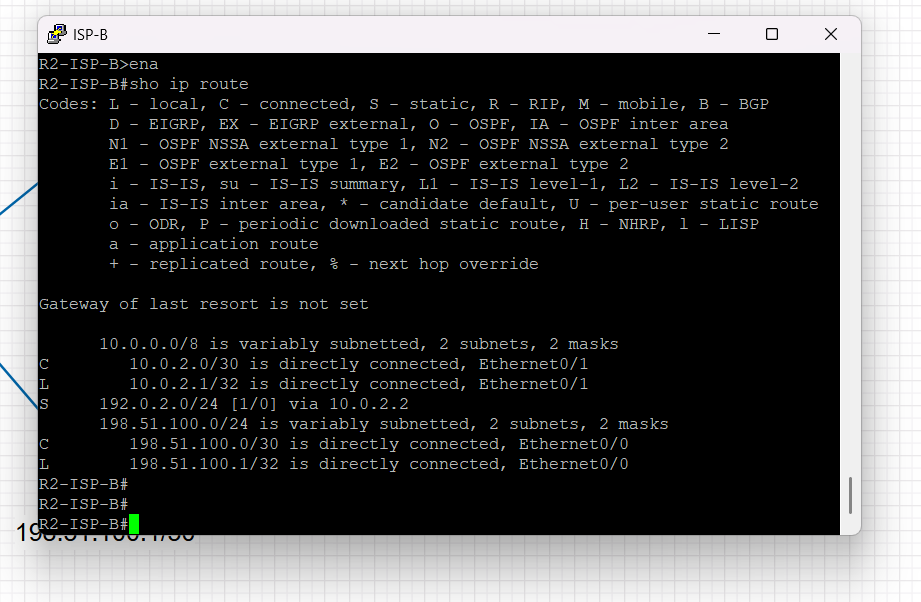 ISP-B
R2-ISP-B>ena
R2-ISP-B#sho ip route
Codes: L - local, C - connected, S - static, R - RIP, M - mobile, B - BGP
D - EIGRP, EX - EIGRP external, O - OSPF, IA - OSPF inter area
N1 - OSPF NSSA external type 1, N2 - OSPF NSSA external type 2
E1 - OSPF external type 1, E2 - OSPF external type 2
i - IS-IS, su - IS-IS summary, L1 - IS-IS level-1, L2 - IS-IS level-2
ia - IS-IS inter area, * - candidate default, U - per-user static route
o - ODR, P - periodic downloaded static route, H - NHRP, l - LISP
a - application route
+ - replicated route, % - next hop override
Gateway of last resort is not set
10.0.0.0/8 is variably subnetted, 2 subnets, 2 masks
C 10.0.2.0/30 is directly connected, Ethernet0/1
L 10.0.2.1/32 is directly connected, Ethernet0/1
S 192.0.2.0/24 [1/0] via 10.0.2.2
198.51.100.0/24 is variably subnetted, 2 subnets, 2 masks
C 198.51.100.0/30 is directly connected, Ethernet0/0
L 198.51.100.1/32 is directly connected, Ethernet0/0
R2-ISP-B#
R2-ISP-B#
R2-ISP-B#